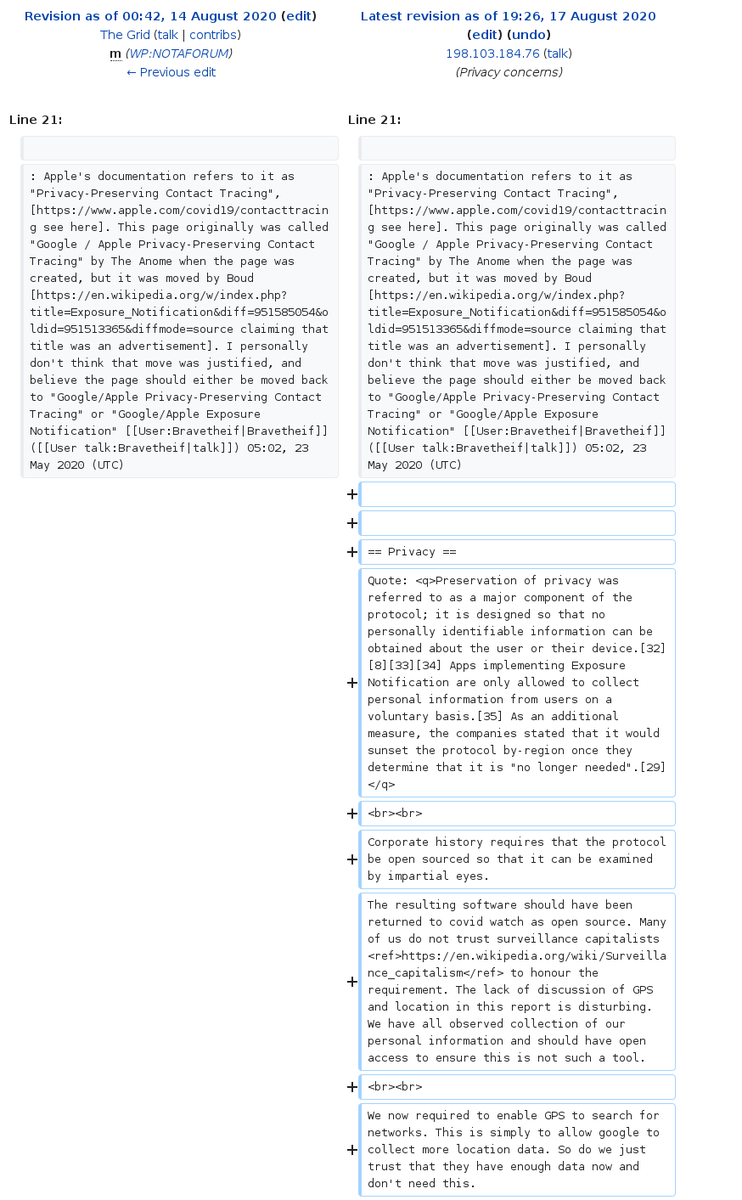 Revision as of 00:42, 14 August 2020 (edit)
The Grid (talk | contribs)
m (WP:NOTAFORUM)
← Previous edit
Latest revision as of 19:26, 17 August 2020
(edit) (undo)
198.103.184.76 (talk)
(Privacy concerns)
Line 21:
Line 21:
: Apple's documentation refers to it as
"Privacy-Preserving Contact Tracing",
[https://www.apple.com/covid19/contacttracin
g see here]. This page originally was called
"Google / Apple Privacy-Preserving Contact
Tracing" by The Anome when the page was
created, but it was moved by Boud
[https://en.wikipedia.org/w/index.php?
title=Exposure_Notification&diff=951585054&o
ldid=951513365&diffmode=source claiming that
title was an advertisement]. I personally
don't think that move was justified, and
believe the page should either be moved back
to "Google/Apple Privacy-Preserving Contact
Tracing" or "Google/Apple Exposure
Notification" [[User:Bravetheif|Bravetheif]]
([[User talk:Bravetheif|talk]]) 05:02, 23
May 2020 (UTC)
: Apple's documentation refers to it as
"Privacy-Preserving Contact Tracing",
[https://www.apple.com/covid19/contacttracin
g see here]. This page originally was called
"Google / Apple Privacy-Preserving Contact
Tracing" by The Anome when the page was
created, but it was moved by Boud
[https://en.wikipedia.org/w/index.php?
title=Exposure_Notification&diff=951585054&o
ldid=951513365&diffmode=source claiming that
title was an advertisement]. I personally
don't think that move was justified, and
believe the page should either be moved back
to "Google/Apple Privacy-Preserving Contact
Tracing" or "Google/Apple Exposure
Notification" [[User:Bravetheif|Bravetheif]]
([[User talk:Bravetheif|talk]]) 05:02, 23
May 2020 (UTC)
+
+
+ == Privacy ==
Quote: <q>Preservation of privacy was
referred to as a major component of the
protocol; it is designed so that no
personally identifiable information can be
obtained about the user or their device.[32]
[8][33][34] Apps implementing Exposure
+ Notification are only allowed to collect
personal information from users on a
voluntary basis.[35] As an additional
measure, the companies stated that it would
sunset the protocol by-region once they
determine that it is "no longer needed".[29]
</q>
+ <br><br>
Corporate history requires that the protocol
+ be open sourced so that it can be examined
by impartial eyes.
The resulting software should have been
returned to covid watch as open source. Many
of us do not trust surveillance capitalists
<ref>https://en.wikipedia.org/wiki/Surveilla
nce_capitalism</ref> to honour the
+ requirement. The lack of discussion of GPS
and location in this report is disturbing.
We have all observed collection of our
personal information and should have open
access to ensure this is not such a tool.
+ <br><br>
We now required to enable GPS to search for
networks. This is simply to allow google to
+ collect more location data. So do we just
trust that they have enough data now and
don't need this.